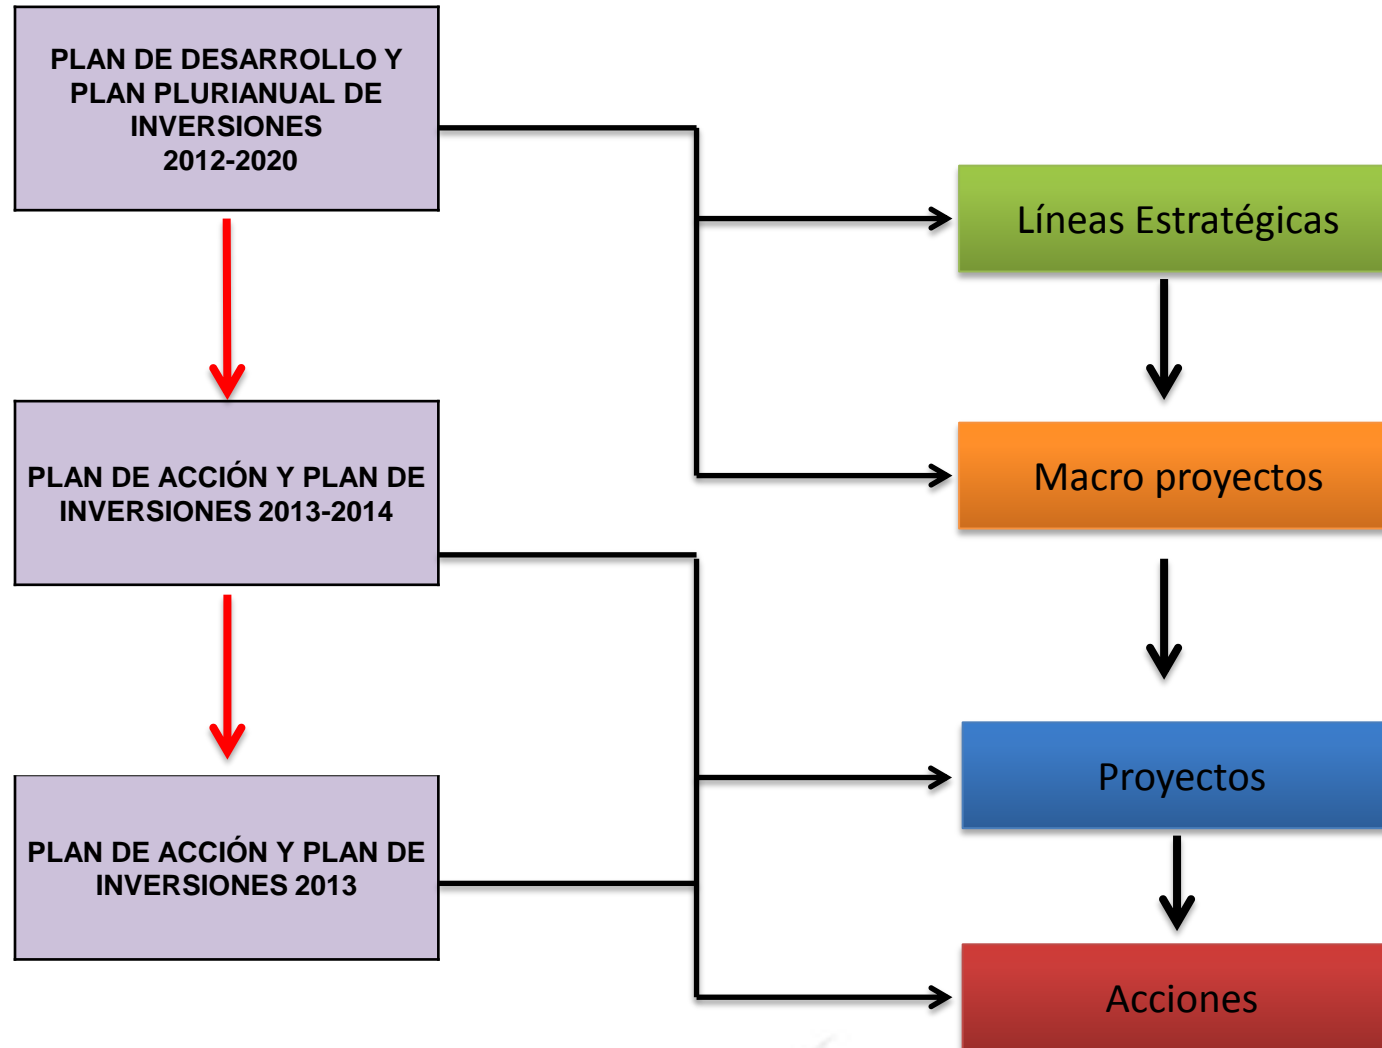 PLAN DE DESARROLLO Y
PLAN PLURIANUAL DE
INVERSIONES
2012-2020
Líneas Estratégicas
Macro proyectos
PLAN DE ACCIÓN Y PLAN DE
INVERSIONES 2013-2014
Proyectos
PLAN DE ACCIÓN Y PLAN DE
INVERSIONES 2013
Acciones